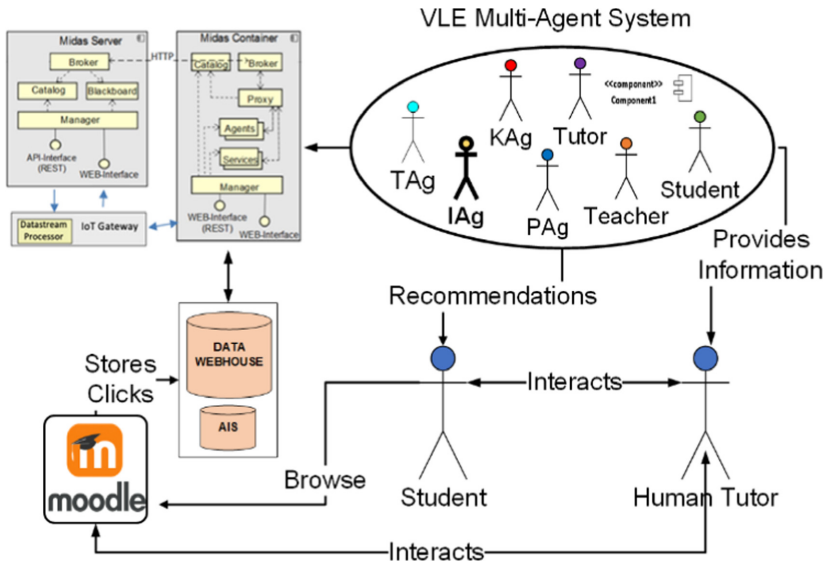 VLE Multi-Agent System
Midas Server
Broker
Catalog
Blackboard
Manager
API-Interface
(REST)
WEB-Interface
HTTP
Midas Container
Catalog
Broker
Proxy
Agents
Services
Manager
WEB-Interface
(REST)
WEB-Interface
Datastream
Processor
IoT Gateway
KAg
Tutor
<<component>>
Component1
TAg
IAg
PAg
Teacher
Student
Provides
Information
Recommendations
DATA
WEBHOUSE
AIS
Stores
Clicks
m
moodle
Browse
Interacts
Student
Human Tutor
Interacts